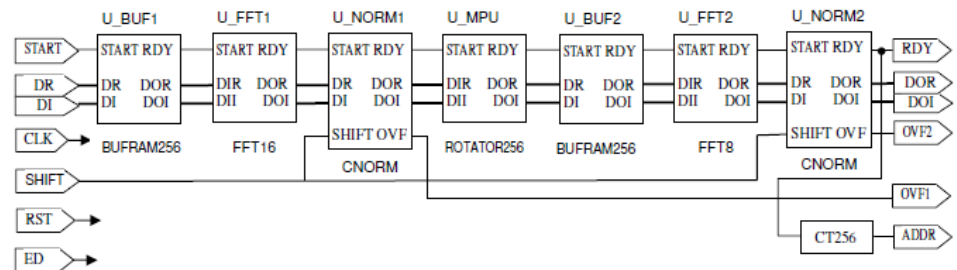 U_BUF1 U_FFT1 U_NORM1 U_MPU U_BUF2 U_FFT2 U_NORM2
START START RDY START RDY START RDY START RDY START RDY START RDY START RDY RDY
DR DR DOR DIR DOR DR DOR DIR DOR DR DOR DIR DOR DR DOR DOR
DI DI DOI DII DOI DI DOI DII DOI DI DOI DII DOI DI DOI DOI
CLK BUFRAM256 FFT16 SHIFT OVF ROTATOR256 BUFRAM256 FFT8 SHIFT OVF OVF2
CNORM CNORM
SHIFT
OVF1
RST
CT256 ADDR
ED